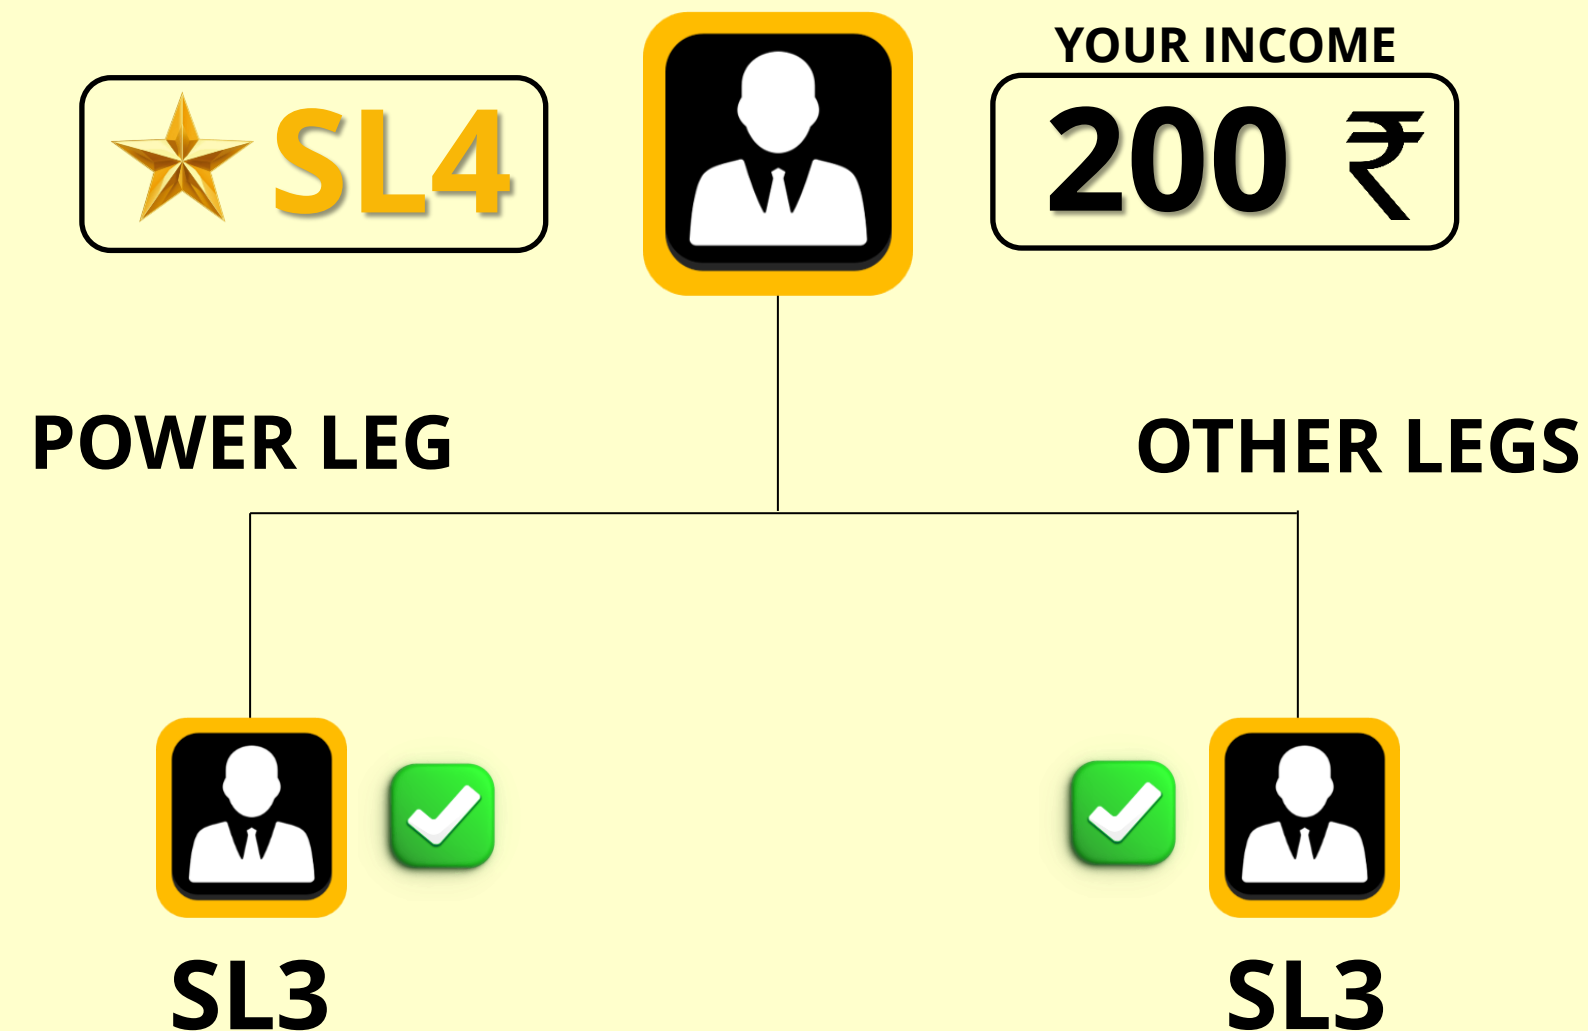 YOUR INCOME
SL4
200 ₹
POWER LEG
OTHER LEGS
SL3
SL3